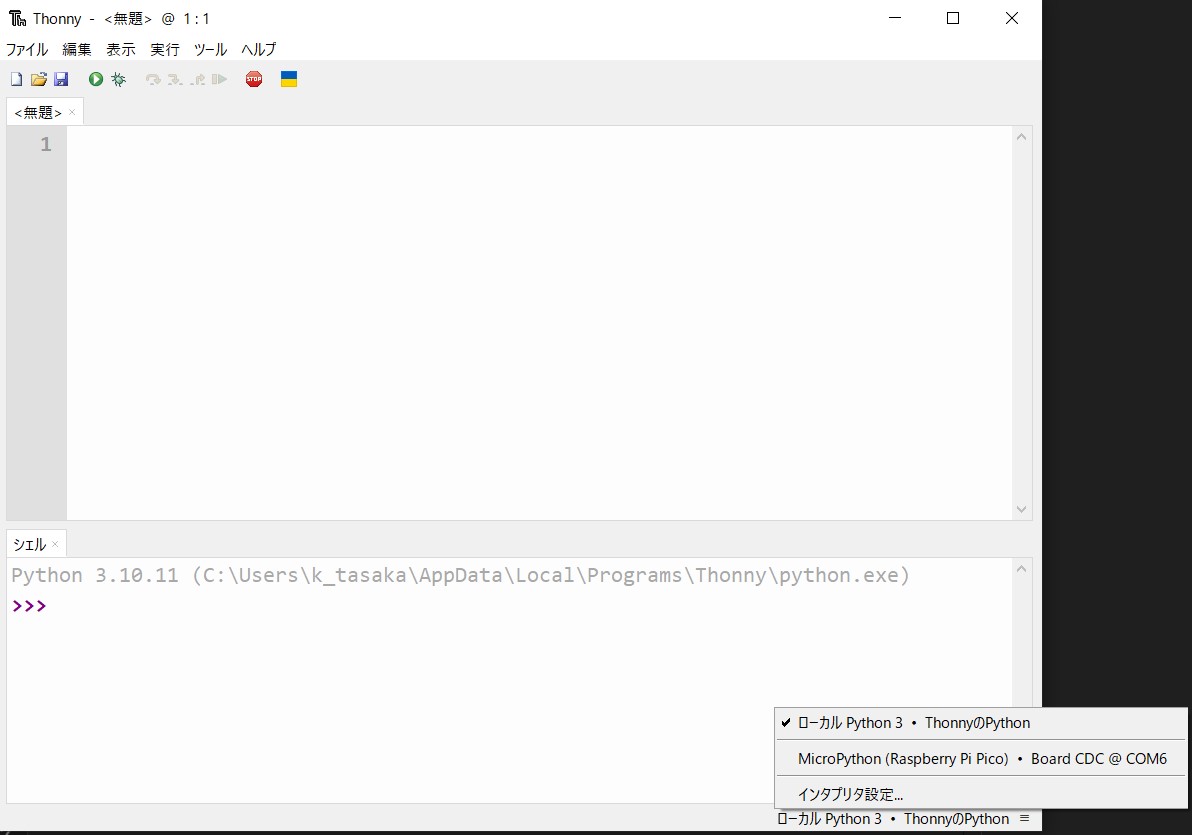 Thonny - <無題> @ 1 : 1
ファイル 編集 表示 実行 ツール ヘルプ
STOP
<無題> ×
1
シェル ×
Python 3.10.11 (C:\Users\k_tasaka\AppData\Local\Programs\Thonny\python.exe)
>>>
✓ ローカル Python 3 • ThonnyのPython
MicroPython (Raspberry Pi Pico) • Board CDC @ COM6
インタプリタ設定...
ローカル Python 3 • ThonnyのPython ≡